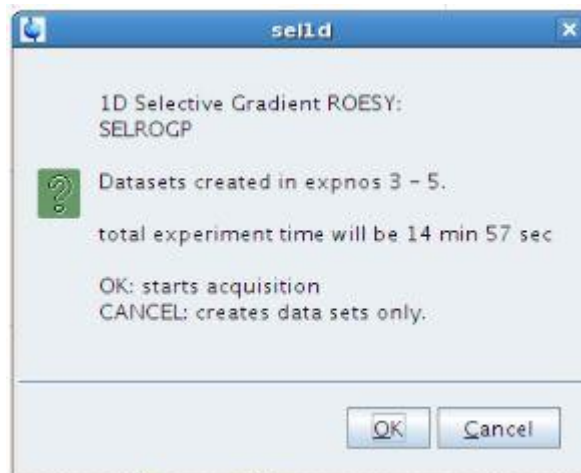 sel1d
1D Selective Gradient ROESY:
SELROGP
Datasets created in expnos 3 - 5.
total experiment time will be 14 min 57 sec
OK: starts acquisition
CANCEL: creates data sets only.
OK
Cancel